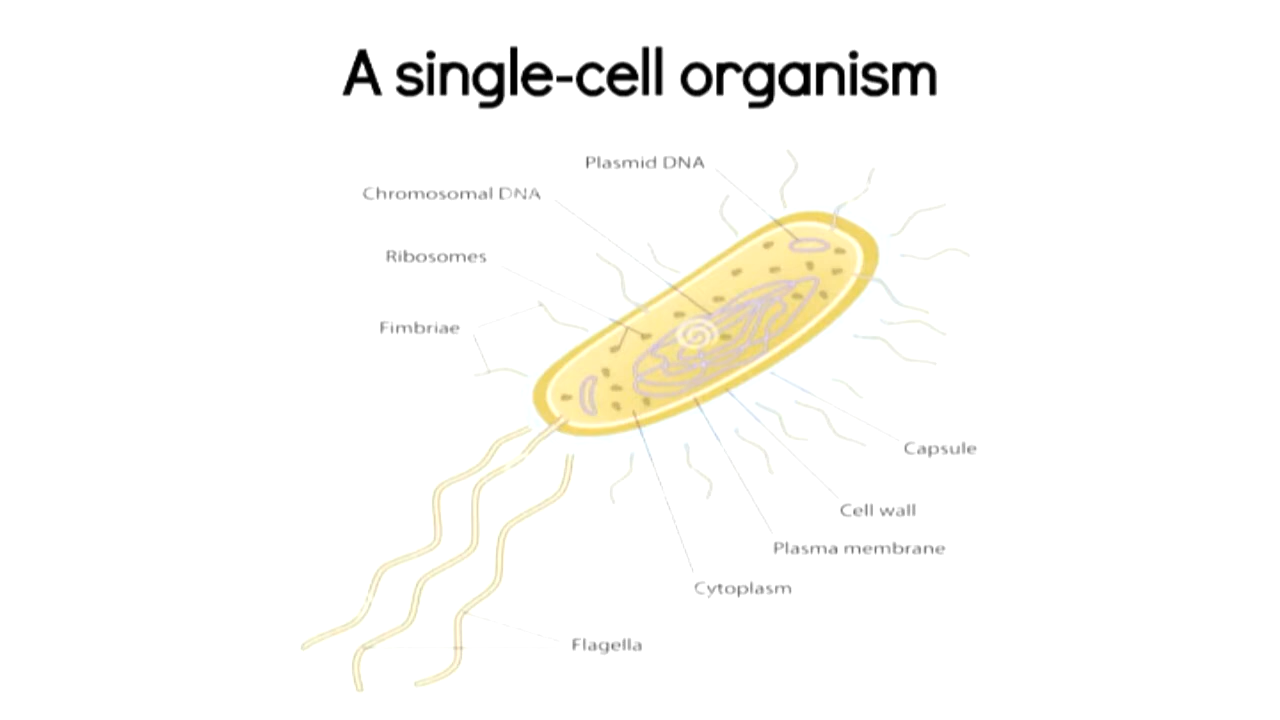 A single-cell organism
Plasmid DNA
Chromosomal DNA
Ribosomes
Fimbriae
Capsule
Cell wall
Plasma membrane
Cytoplasm
Flagella